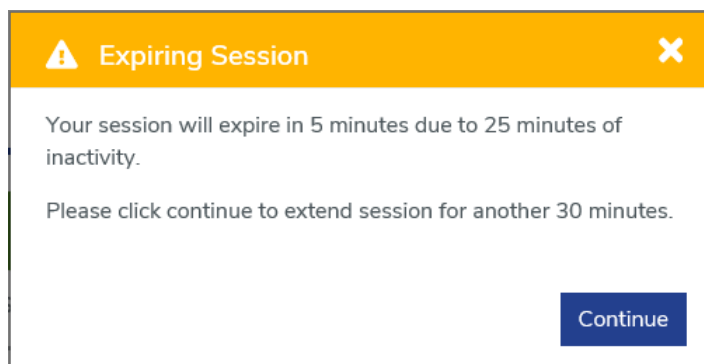 Expiring Session
Your session will expire in 5 minutes due to 25 minutes of
inactivity.
Please click continue to extend session for another 30 minutes.
Continue